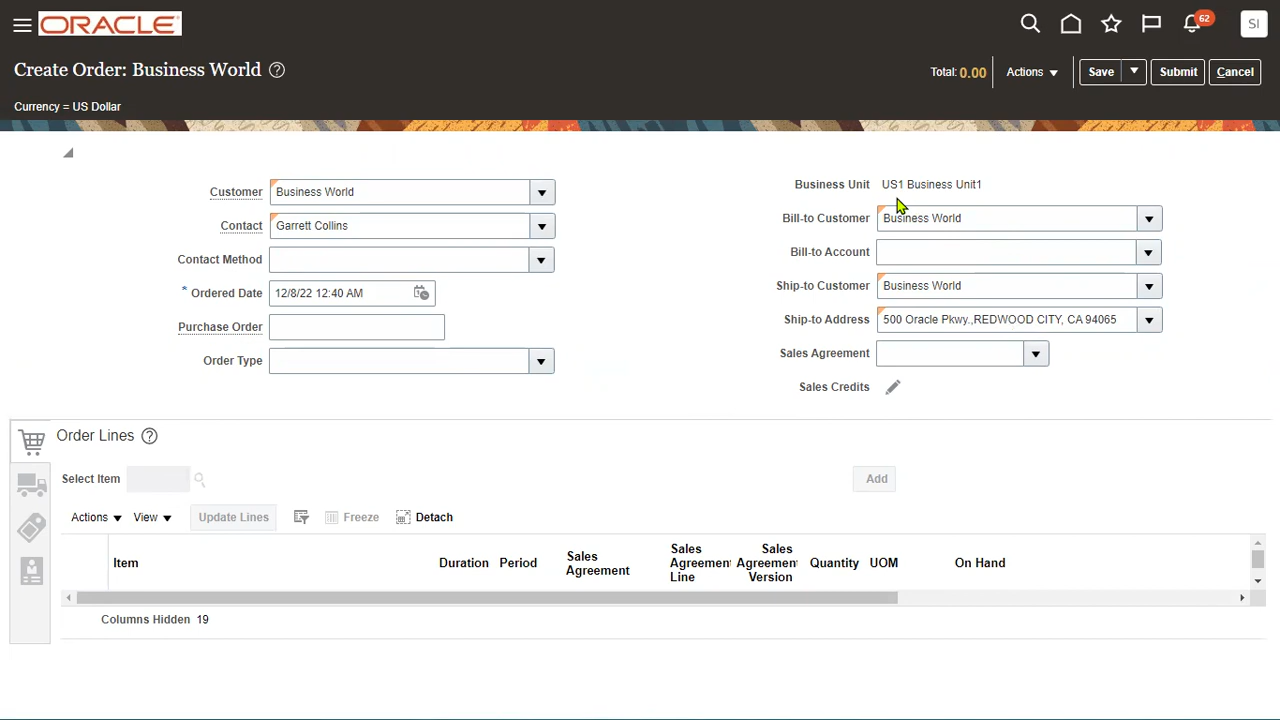 ORACLE
62
SI
Create Order: Business World ?
Total: 0.00
Actions
Save
Submit
Cancel
Currency = US Dollar
Customer Business World
Contact Garrett Collins
Contact Method
* Ordered Date 12/8/22 12:40 AM
Purchase Order
Order Type
Business Unit US1 Business Unit1
Bill-to Customer Business World
Bill-to Account
Ship-to Customer Business World
Ship-to Address 500 Oracle Pkwy.,REDWOOD CITY, CA 94065
Sales Agreement
Sales Credits
Order Lines ?
Select Item
Add
Actions View Update Lines Freeze Detach
Item Duration Period Sales Agreement Sales Agreement Line Sales Agreement Version Quantity UOM On Hand
Columns Hidden 19